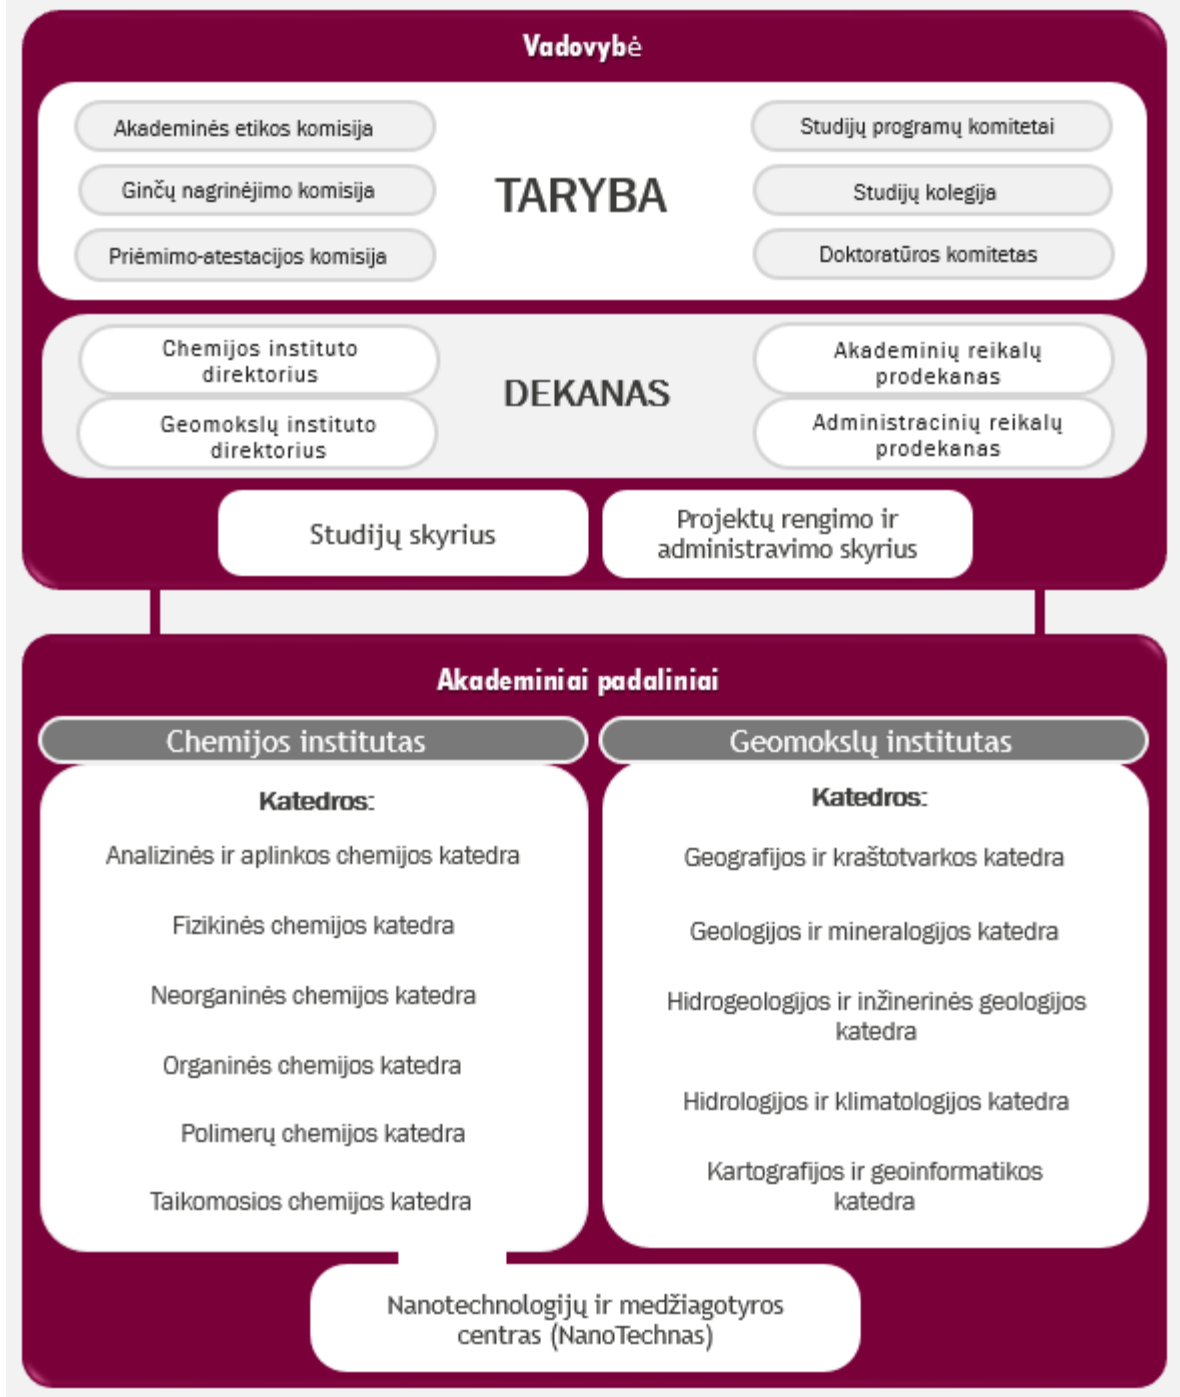 Vadovybė
Akademinės etikos komisija
Ginčų nagrinėjimo komisija
Priėmimo-atestacijos komisija
TARYBA
Studijų programų komitetai
Studijų kolegija
Doktoratūros komitetas
Chemijos instituto
direktorius
Geomokslų instituto
direktorius
DEKANAS
Akademinių reikalų
prodekanas
Administracinių reikalų
prodekanas
Studijų skyrius
Projektų rengimo ir
administravimo skyrius
Akademiniai padaliniai
Chemijos institutas
Katedros:
Analizinės ir aplinkos chemijos katedra
Fizikinės chemijos katedra
Neorganinės chemijos katedra
Organinės chemijos katedra
Polimerų chemijos katedra
Taikomosios chemijos katedra
Geomokslų institutas
Katedros:
Geografijos ir kraštotvarkos katedra
Geologijos ir mineralogijos katedra
Hidrogeologijos ir inžinerinės geologijos
katedra
Hidrologijos ir klimatologijos katedra
Kartografijos ir geoinformatikos
katedra
Nanotechnologijų ir medžiagotyros
centras (NanoTechnas)